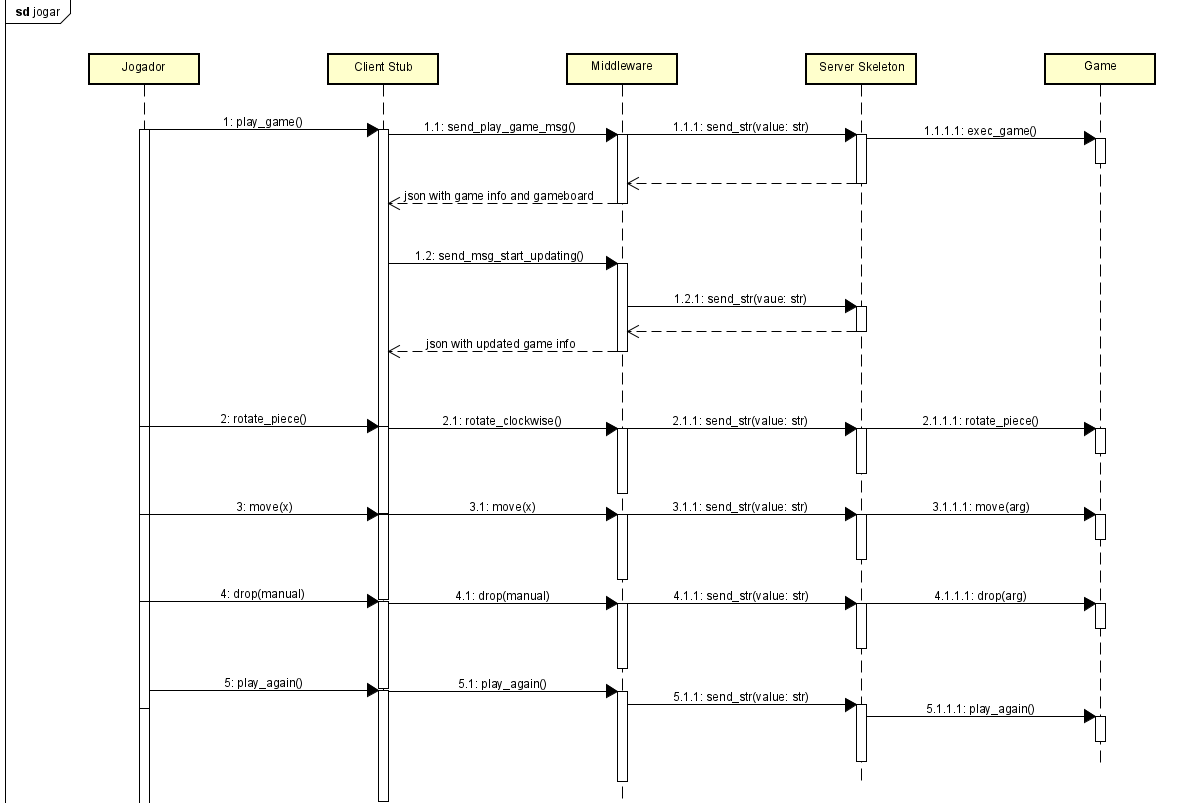 sd jogar
Jogador
Client Stub
Middleware
Server Skeleton
Game
1: play_game()
1.1: send_play_game_msg()
1.1.1: send_str(value: str)
1.1.1.1: exec_game()
json with game info and gameboard
1.2: send_msg_start_updating()
1.2.1: send_str(vaue: str)
json with updated game info
2: rotate_piece()
2.1: rotate_clockwise()
2.1.1: send_str(value: str)
2.1.1.1: rotate_piece()
3: move(x)
3.1: move(x)
3.1.1: send_str(value: str)
3.1.1.1: move(arg)
4: drop(manual)
4.1: drop(manual)
4.1.1: send_str(value: str)
4.1.1.1: drop(arg)
5: play_again()
5.1: play_again()
5.1.1: send_str(value: str)
5.1.1.1: play_again()